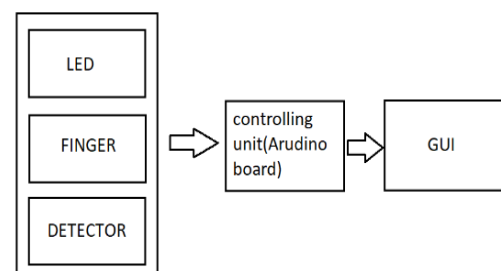 LED
FINGER
DETECTOR
controlling
unit(Arudino
board)
GUI